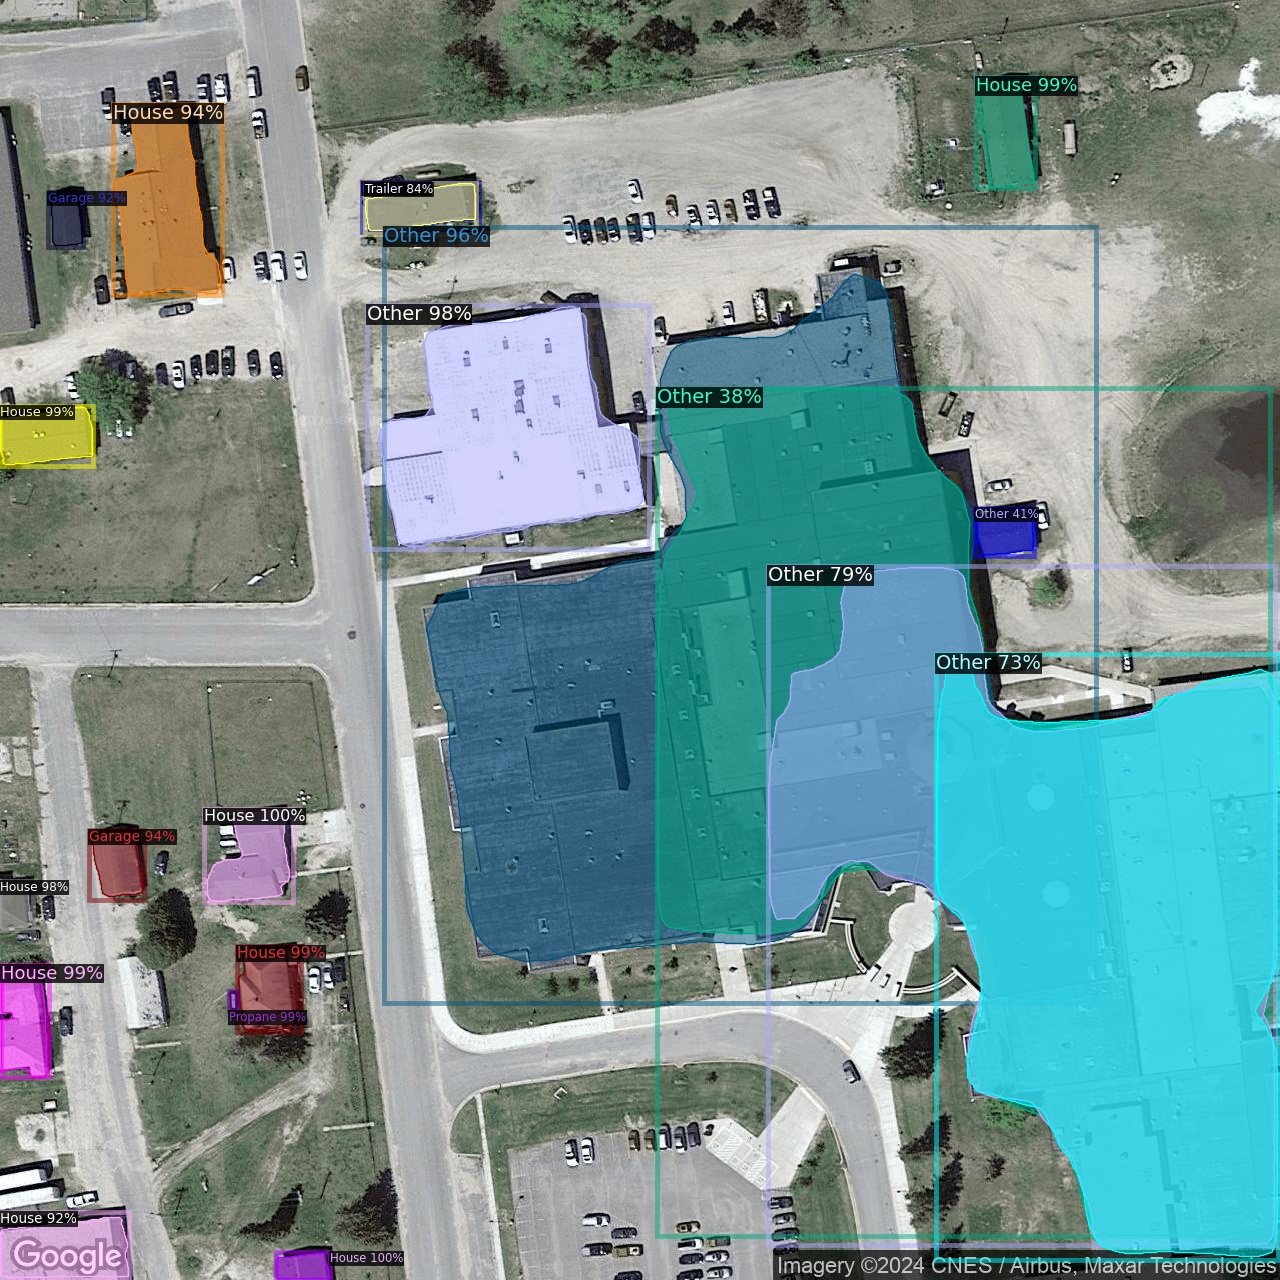 House 99%
House 94%
Trailer 84%
Garage 92%
Other 96%
Other 98%
Other 38%
House 99%
Other 41%
Other 79%
Other 73%
House 100%
Garage 94%
House 98%
House 99%
House 99%
Propane 99%
House 92%
Google
House 100%
Imagery ©2024 CNES / Airbus, Maxar Technologies